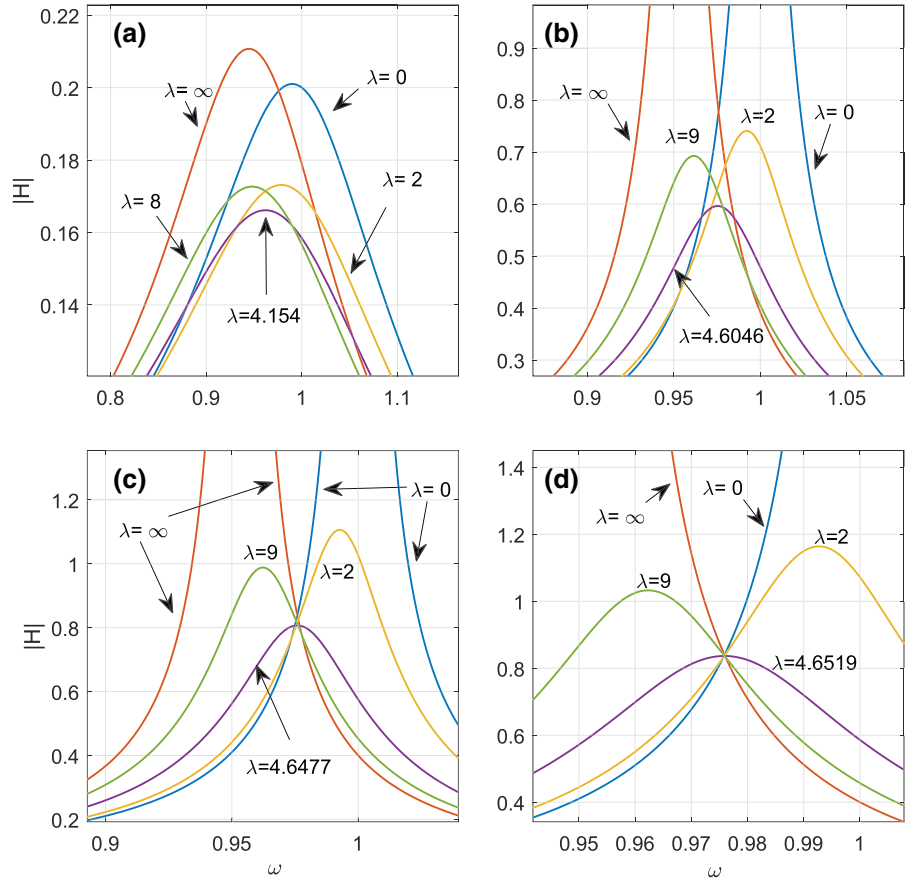 (a)
0.22
0.2
0.18
0.16
0.14
|H|
λ= ∞
λ= 0
λ= 8
λ= 2
λ=4.154
0.8
0.9
1
1.1
(b)
0.9
0.8
0.7
0.6
0.5
0.4
0.3
λ= ∞
λ=9
λ=2
λ= 0
λ=4.6046
0.9
0.95
1
1.05
(c)
1.2
1
0.8
0.6
0.4
0.2
|H|
λ= ∞
λ= 0
λ=9
λ=2
λ=4.6477
0.9
0.95
1
ω
(d)
1.4
1.2
1
0.8
0.6
0.4
λ= ∞
λ= 0
λ=2
λ=9
λ=4.6519
0.95
0.96
0.97
0.98
0.99
1
ω